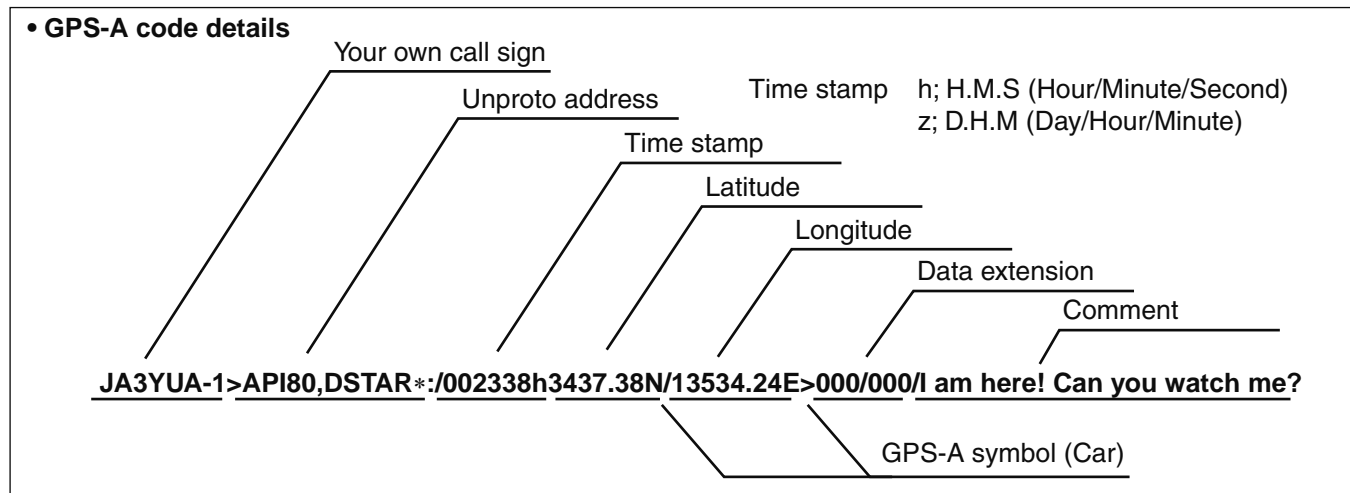 • GPS-A code details
Your own call sign
Unproto address
Time stamp
Latitude
Longitude
Data extension
Comment
Time stamp h; H.M.S (Hour/Minute/Second)
z; D.H.M (Day/Hour/Minute)
JA3YUA-1>API80,DSTAR*:/002338h3437.38N/13534.24E>000/000/I am here! Can you watch me?
GPS-A symbol (Car)